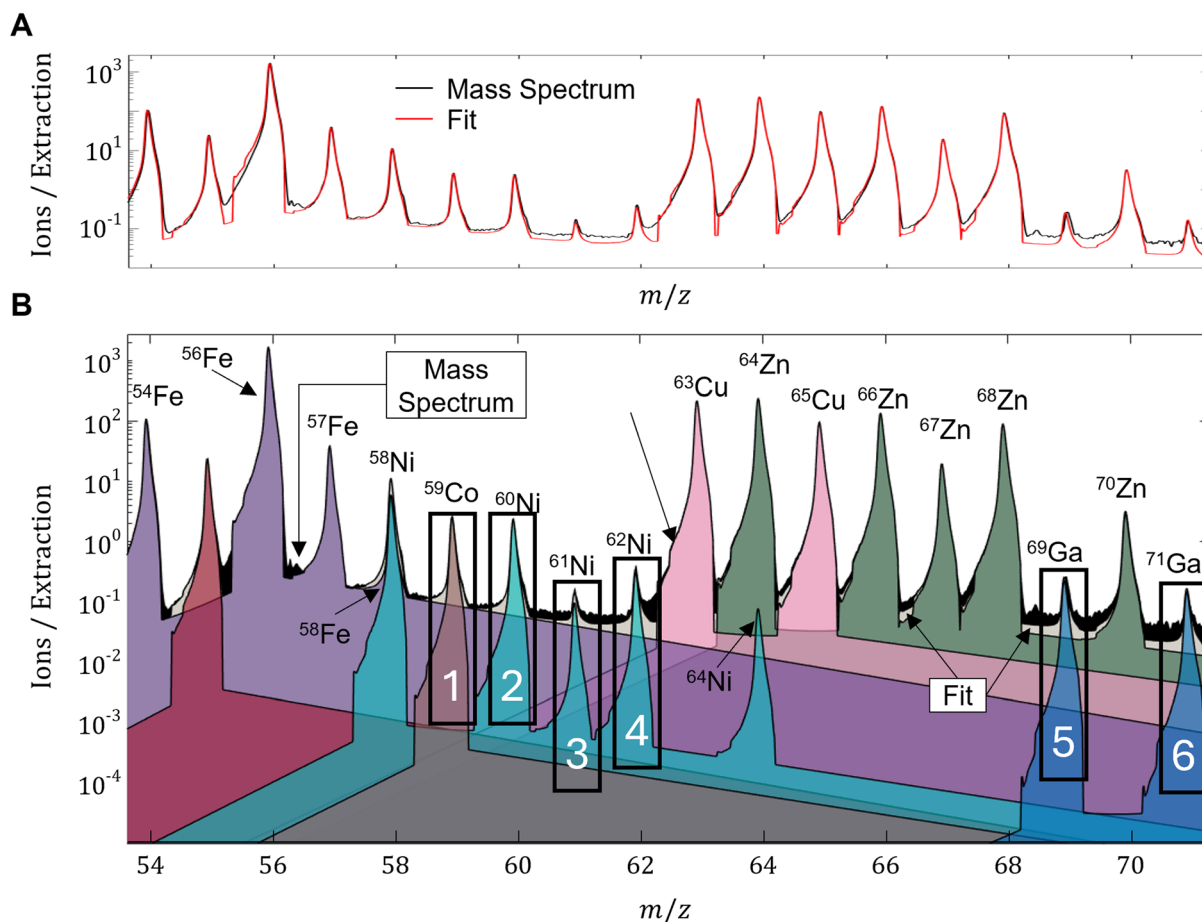 A
Ions / Extraction
10³
10¹
10⁻¹
Mass Spectrum
Fit
m/z
B
Ions / Extraction
10³
10²
10¹
10⁰
10⁻¹
10⁻²
10⁻³
10⁻⁴
⁵⁴Fe
⁵⁶Fe
Mass
Spectrum
⁵⁷Fe
⁵⁸Ni
⁵⁸Fe
⁵⁹Co
⁶⁰Ni
⁶¹Ni
⁶²Ni
⁶³Cu
⁶⁴Zn
⁶⁴Ni
⁶⁵Cu
⁶⁶Zn
⁶⁷Zn
⁶⁸Zn
⁶⁹Ga
⁷⁰Zn
⁷¹Ga
Fit
1
2
3
4
5
6
54
56
58
60
62
64
66
68
70
m/z